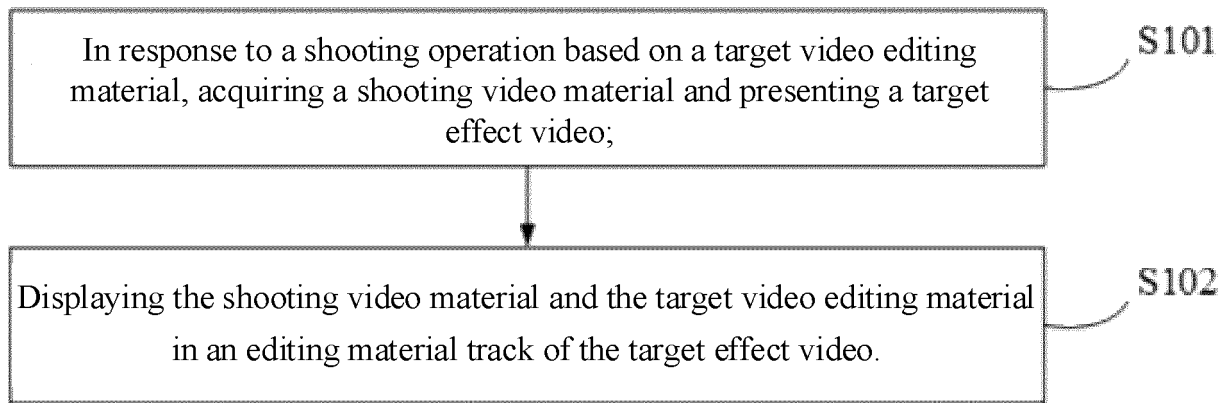 In response to a shooting operation based on a target video editing
material, acquiring a shooting video material and presenting a target
effect video;
S101
Displaying the shooting video material and the target video editing material
in an editing material track of the target effect video.
S102